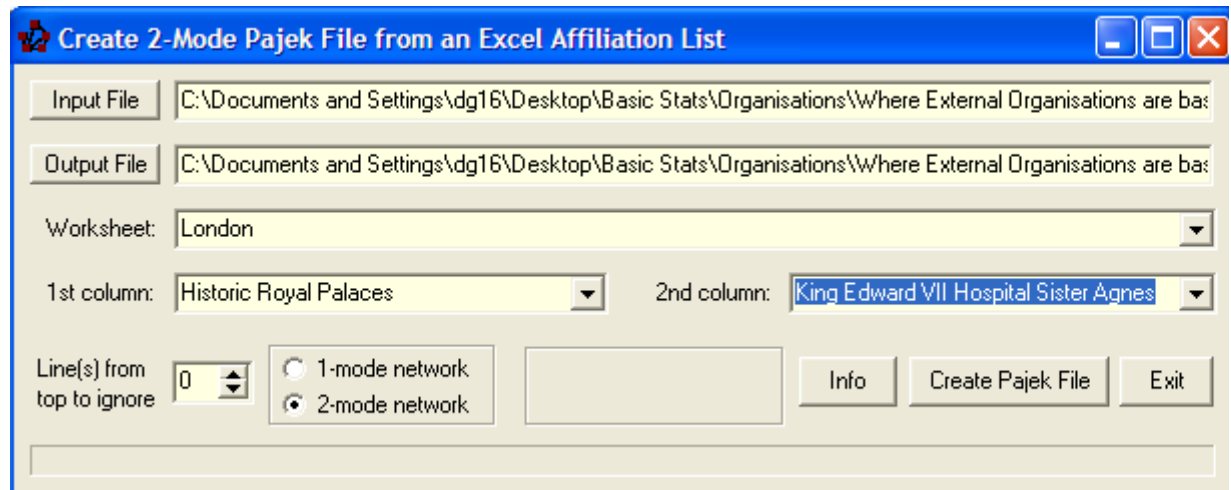 Create 2-Mode Pajek File from an Excel Affiliation List
Input File C:\Documents and Settings\dg16\Desktop\Basic Stats\Organisations\Where External Organisations are bas
Output File C:\Documents and Settings\dg16\Desktop\Basic Stats\Organisations\Where External Organisations are bas
Worksheet: London
1st column: Historic Royal Palaces 2nd column: King Edward VII Hospital Sister Agnes
Line(s) from
top to ignore
0
1-mode network
2-mode network
Info Create Pajek File Exit